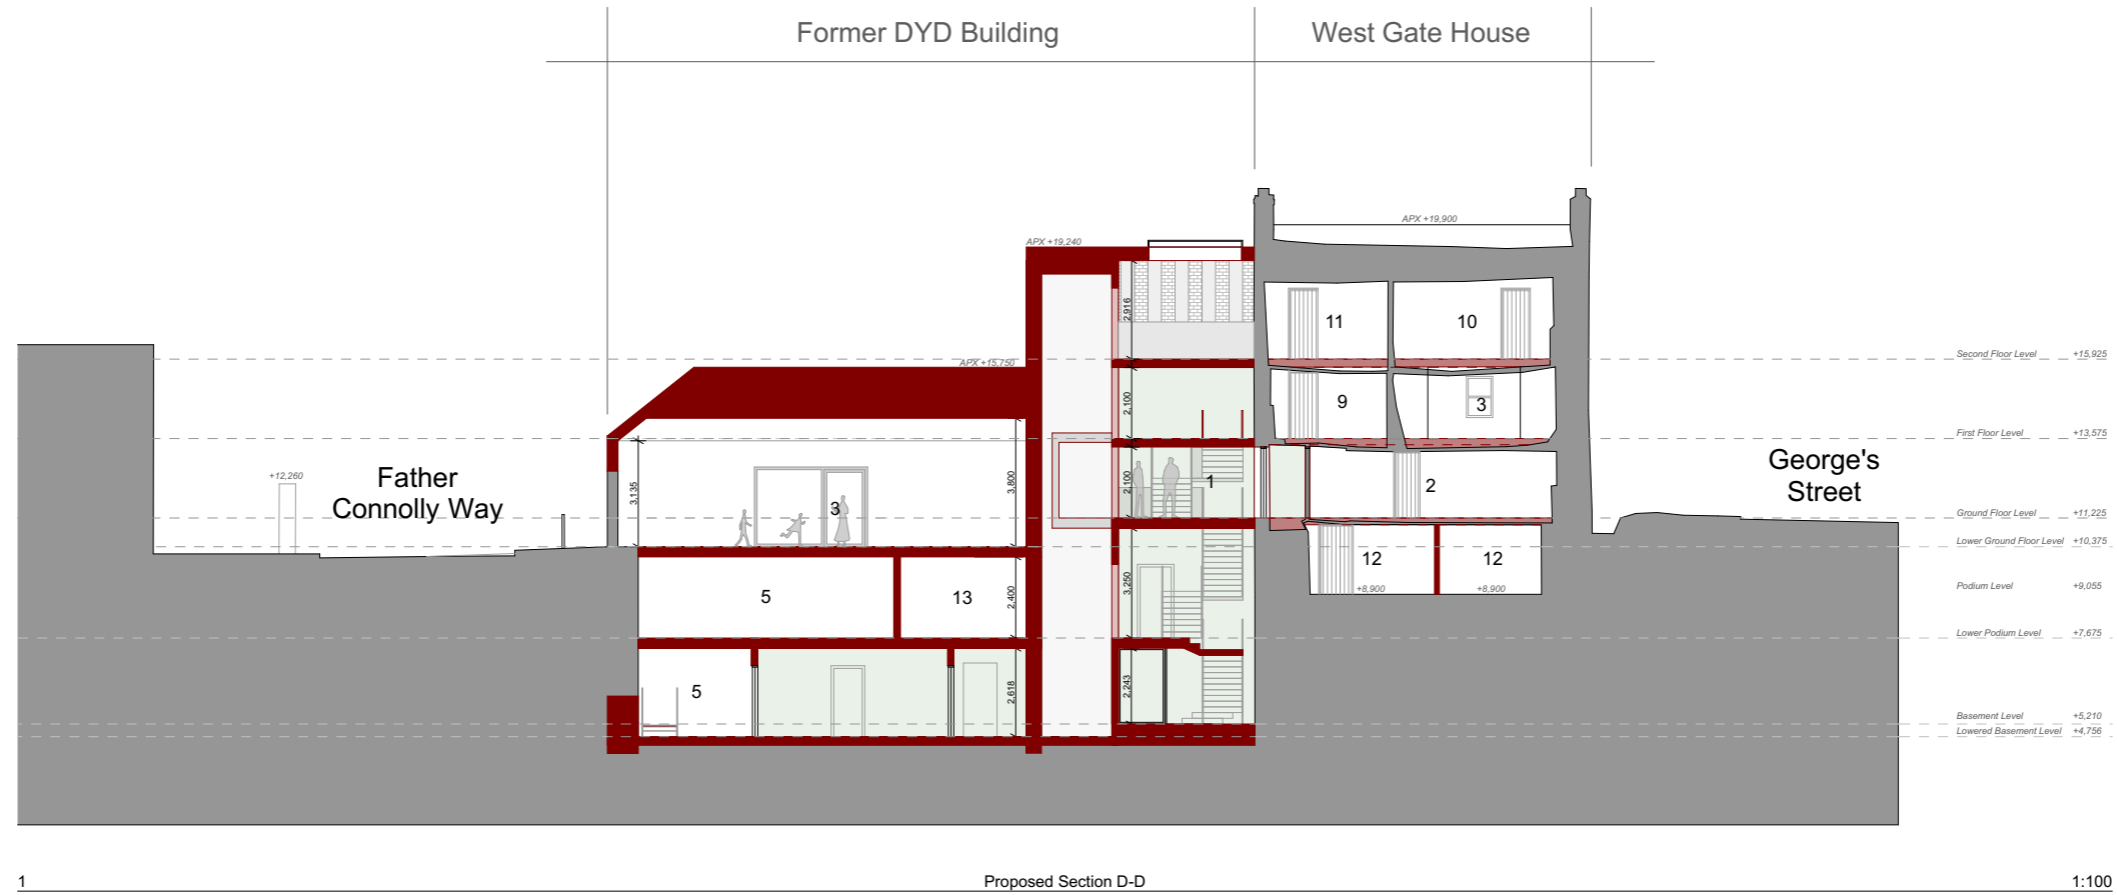 Former DYD Building
West Gate House
APX +19,900
APX +19,240
2,916
11
10
Second Floor Level +15,925
APX +15,750
2,100
9
3
First Floor Level +13,575
Father
Connolly Way
+12,260
3,135
3
3,800
2,100
1
2
George's
Street
Ground Floor Level +11,225
Lower Ground Floor Level +10,375
5
13
2,400
3,250
12
12
+8,900
+8,900
Podium Level +9,055
Lower Podium Level +7,675
5
2,618
2,243
Basement Level +5,210
Lowered Basement Level +4,756
1
Proposed Section D-D
1:100